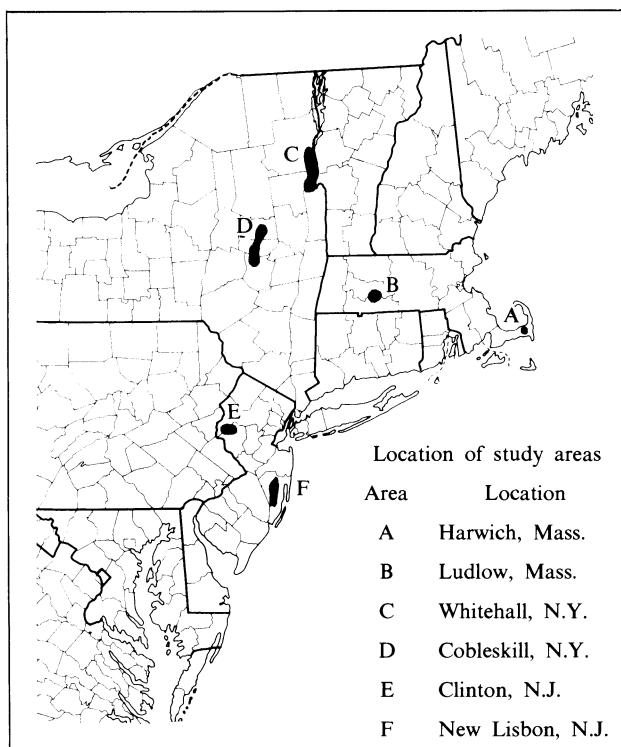 C
D
B
A
E
F
Location of study areas
Area Location
A Harwich, Mass.
B Ludlow, Mass.
C Whitehall, N.Y.
D Cobleskill, N.Y.
E Clinton, N.J.
F New Lisbon, N.J.